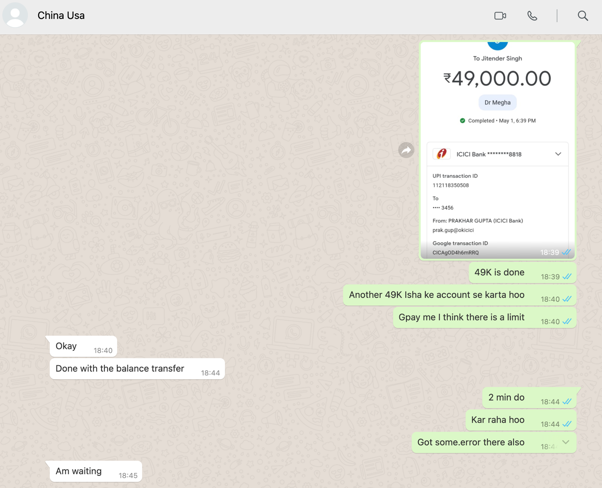 China Usa
To Jitender Singh
₹49,000.00
Dr Megha
Completed • May 1, 6:39 PM
ICICI Bank ********8818
UPI transaction ID
112118350508
To
•••• 3456
From: PRAKHAR GUPTA (ICICI Bank)
prak.gup@okicici
Google transaction ID
CICAgOD4h6mRRQ
18:39
49K is done
18:39
Another 49K Isha ke account se karta hoo
18:40
Gpay me I think there is a limit
18:40
Okay
18:40
Done with the balance transfer
18:44
2 min do
18:44
Kar raha hoo
18:44
Got some.error there also
Am waiting
18:45